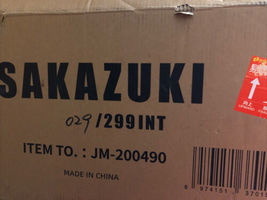 SAKAZUKI
029/299INT
ITEM TO.: JM-200490
MADE IN CHINA